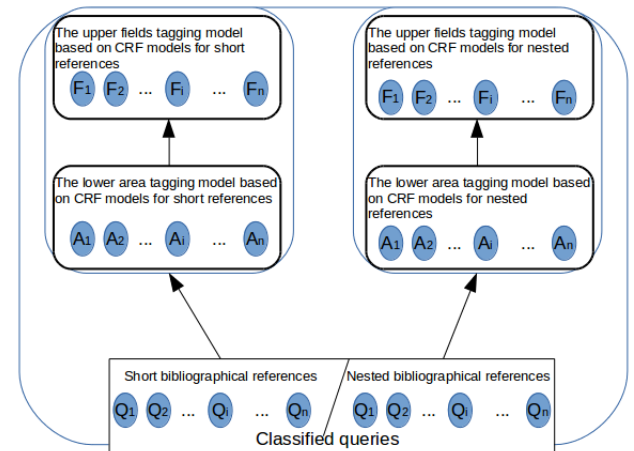 The upper fields tagging model
based on CRF models for short
references
F1 F2 ... Fi ... Fn
The upper fields tagging model
based on CRF models for nested
references
F1 F2 ... Fi ... Fn
The lower area tagging model based
on CRF models for short references
A1 A2 ... Ai ... An
The lower area tagging model based
on CRF models for nested
references
A1 A2 ... Ai ... An
Short bibliographical references
Q1 Q2 ... Qi ... Qn
Nested bibliographical references
Q1 Q2 ... Qi ... Qn
Classified queries